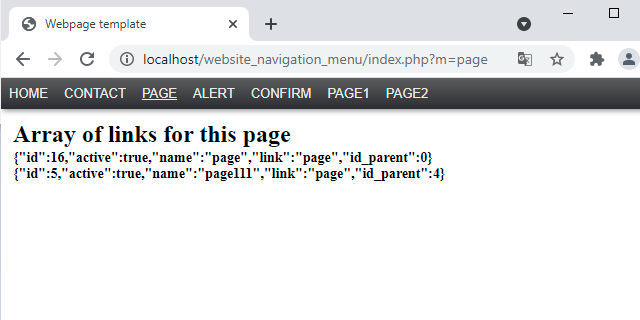 Webpage template
localhost/website_navigation_menu/index.php?m=page
HOME CONTACT PAGE ALERT CONFIRM PAGE1 PAGE2
Array of links for this page
{"id":16,"active":true,"name":"page","link":"page","id_parent":0}
{"id":5,"active":true,"name":"page111","link":"page","id_parent":4}